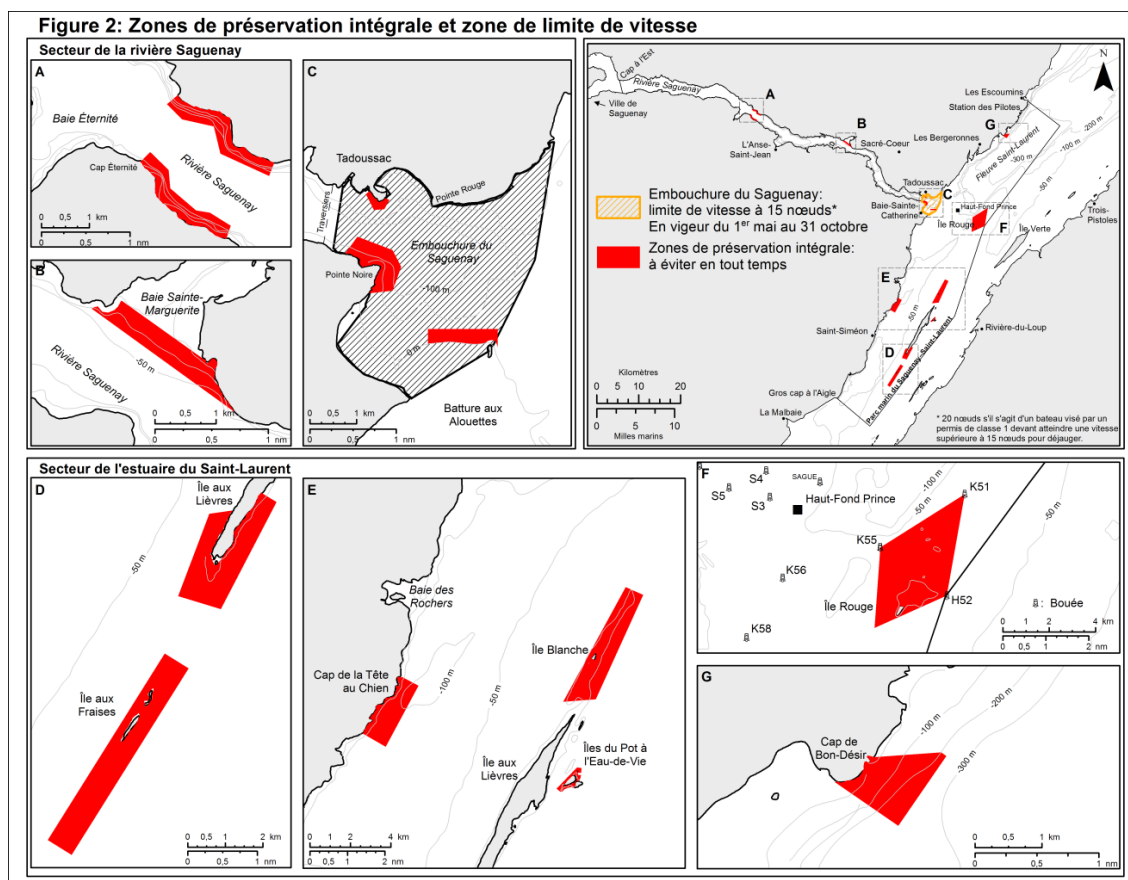 Figure 2: Zones de préservation intégrale et zone de limite de vitesse
Secteur de la rivière Saguenay
A
Baie Éternité
Cap Éternité
Rivière Saguenay
0 0,5 1 2 km
0 0,5 1 nm
B
Baie Sainte-
Marguerite
Rivière Saguenay
-50 m
0 0,5 1 km
0 0,5 1 nm
C
Tadoussac
Pointe Rouge
Traversiers
Embouchure du
Saguenay
Pointe Noire
-100 m
0 m
Batture aux
Alouettes
0 0,5 1 2 km
0 0,5 1 nm
N
Cap à l'Est
Rivière Saguenay
Ville de
Saguenay
A
L'Anse-
Saint-Jean
B
Sacré-Coeur
Les Escoumins
Station des Pilotes
G
Les Bergeronnes
Fleuve Saint-Laurent
-200 m
-100 m
-300 m
-50 m
Tadoussac
C
Baie-Sainte-
Catherine
Haut-Fond Prince
Île Rouge
F
Trois-
Pistoles
Île Verte
Embouchure du Saguenay:
limite de vitesse à 15 nœuds*
En vigeur du 1er mai au 31 octobre
Zones de préservation intégrale:
à éviter en tout temps
E
-50 m
Saint-Siméon
Rivière-du-Loup
D
Parc marin du Saguenay-Saint-Laurent
Gros cap à l'Aigle
La Malbaie
Kilomètres
0 5 10 20
0 2,5 5 10
Milles marins
* 20 nœuds s'il s'agit d'un bateau visé par un
permis de classe 1 devant atteindre une vitesse
supérieure à 15 nœuds pour déjauger.
Secteur de l'estuaire du Saint-Laurent
D
Île aux
Lièvres
-50 m
Île aux
Fraises
0 0,5 1 2 km
0 0,5 1 nm
E
Baie des
Rochers
Île Blanche
Cap de la Tête
au Chien
-100 m
-50 m
Îles du Pot à
l'Eau-de-Vie
Île aux
Lièvres
0 1 2 4 km
0 0,5 1 2 nm
F
S4
SAGUE
S5
S3
Haut-Fond Prince
-100 m
-50 m
K51
-50 m
K55
K56
Île Rouge
H52
K58
: Bouée
0 1 2 4 km
0 0,5 1 2 nm
G
-200 m
-100 m
Cap de
Bon-Désir
-300 m
0 0,5 1 km
0 0,5 1 nm